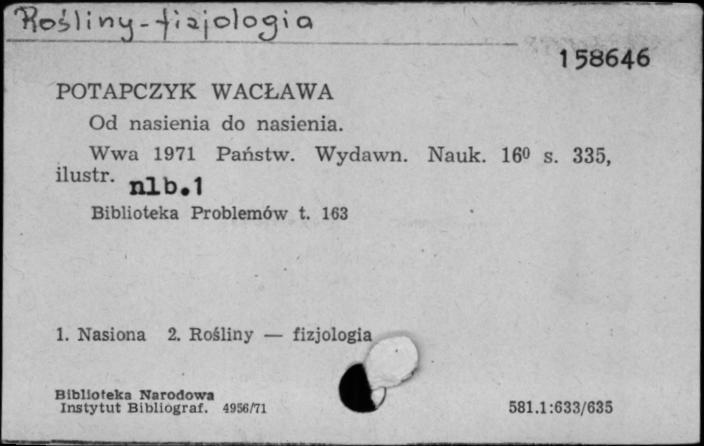 Rośliny - fizjologia
158646
POTAPCZYK WACŁAWA
Od nasienia do nasienia.
Wwa 1971 Państw. Wydawn. Nauk. 16⁰ s. 335,
ilustr. nlb.1
Biblioteka Problemów t. 163
1. Nasiona 2. Rośliny — fizjologia
Biblioteka Narodowa
Instytut Bibliograf. 4956/71
581.1:633/635